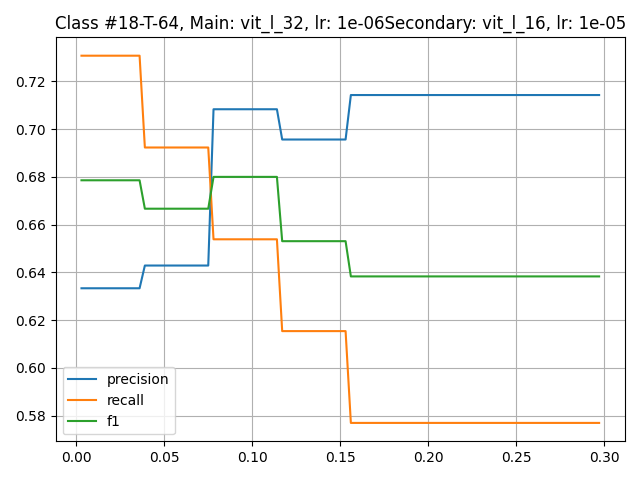 Class #18-T-64, Main: vit_l_32, lr: 1e-06Secondary: vit_l_16, lr: 1e-05
0.72
0.70
0.68
0.66
0.64
0.62
0.60
0.58
precision
recall
f1
0.00 0.05 0.10 0.15 0.20 0.25 0.30